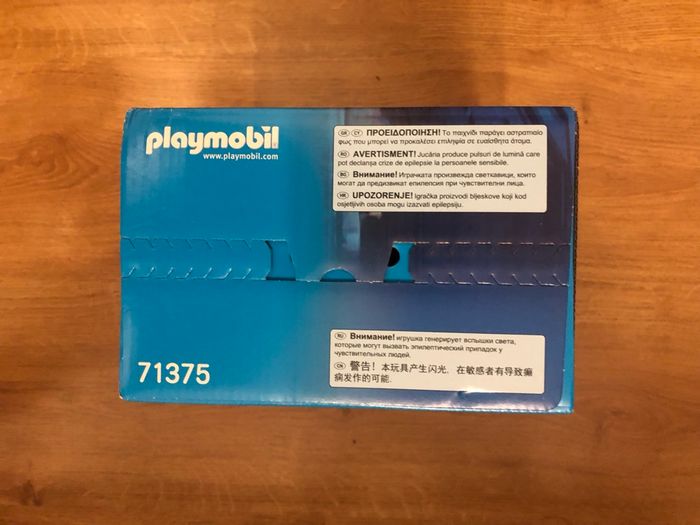 playmobil
www.playmobil.com
GR CY ΠΡΟΕΙΔΟΠΟΙΗΣΗ! Το παιχνίδι παράγει αστραπιαίο
φως που μπορεί να προκαλέσει επιληψία σε ευαίσθητα άτομα.
RO AVERTISMENT! Jucăria produce pulsuri de lumină care
pot declanșa crize de epilepsie la persoanele sensibile.
BG Внимание! Играчката произвежда светкавици, които
могат да предизвикат епилепсия при чувствителни лица.
HR UPOZORENJE! Igračka proizvodi bljeskove koji kod
osjetljivih osoba mogu izazvati epilepsiju.
RU Внимание! игрушка генерирует вспышки света,
которые могут вызвать эпилептический припадок у
чувствительных людей.
CN 警告！本玩具产生闪光，在敏感者有导致癫
痫发作的可能.
71375